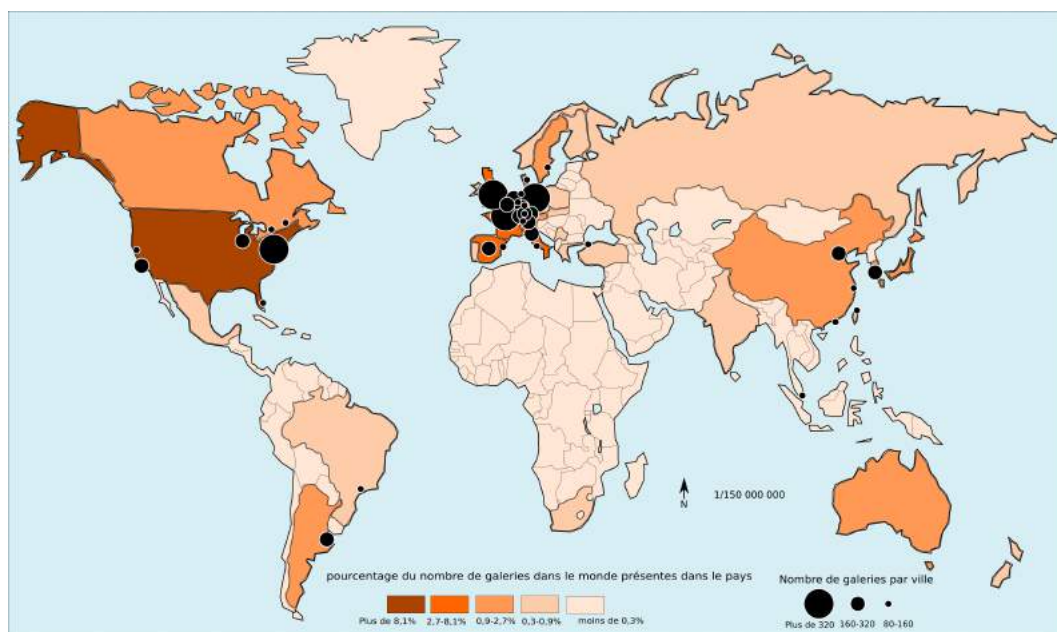 N
1/150 000 000
pourcentage du nombre de galeries dans le monde présentes dans le pays
Plus de 8,1% 2,7-8,1% 0,9-2,7% 0,3-0,9% moins de 0,3%
Nombre de galeries par ville
Plus de 320 160-320 80-160